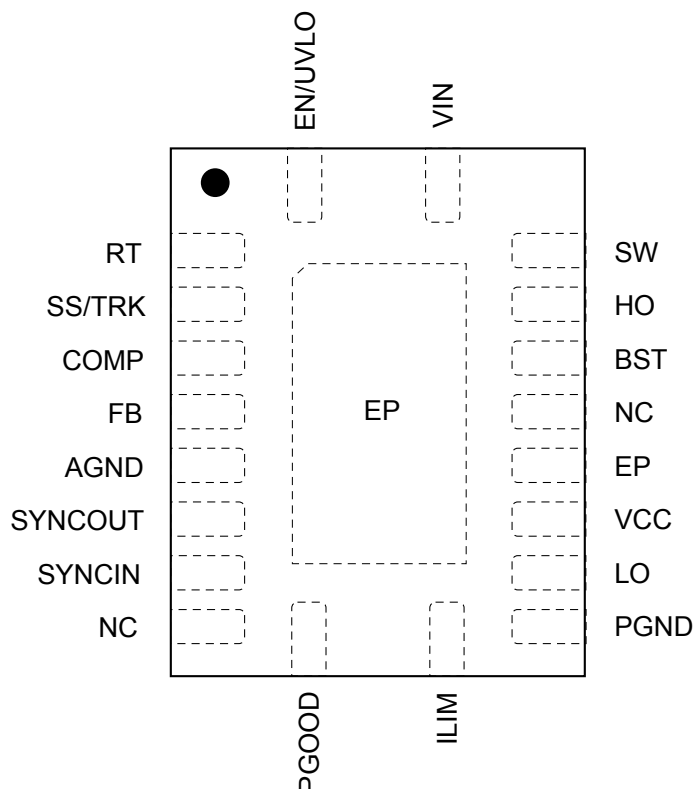 EN/UVLO
VIN
RT
SS/TRK
COMP
FB
AGND
SYNCOUT
SYNCIN
NC
EP
SW
HO
BST
NC
EP
VCC
LO
PGND
PGOOD
ILIM